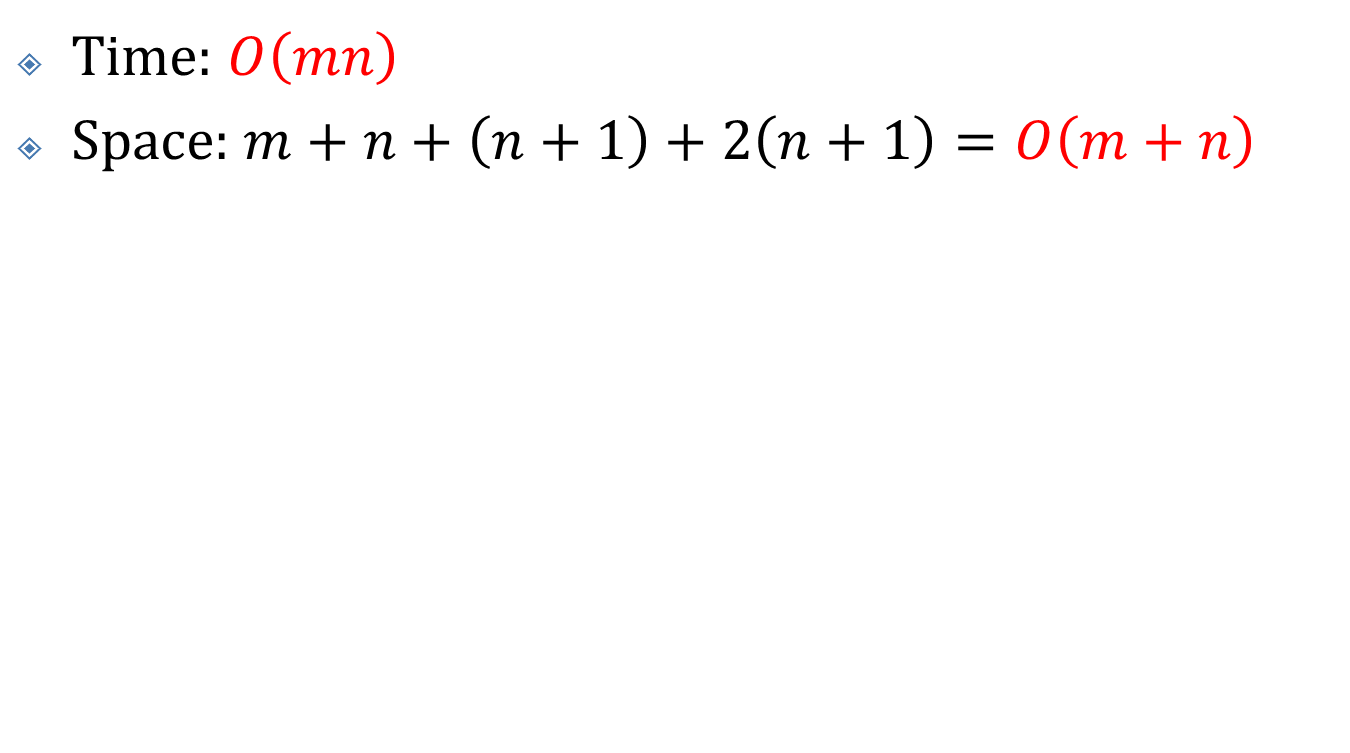 Time: O(mn)
Space: m + n + (n + 1) + 2(n + 1) = O(m + n)